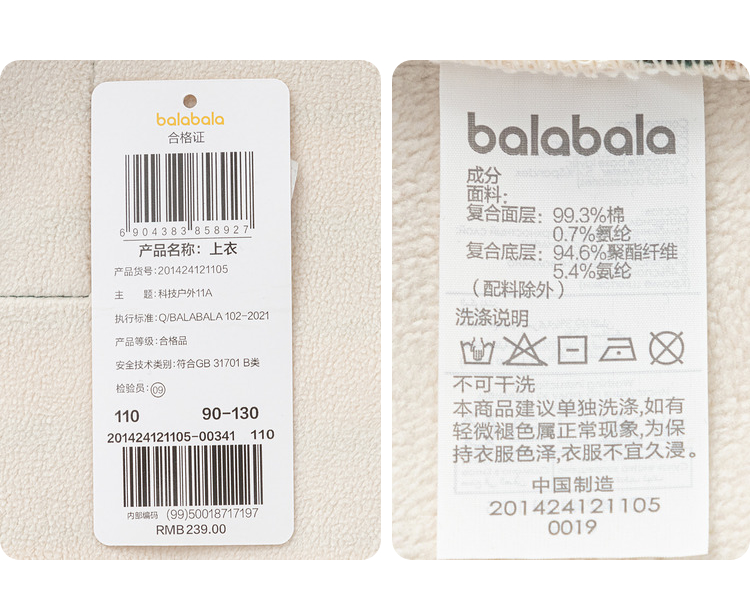 balabala
合格证
6 904383 858927
产品名称：上衣
产品货号:201424121105
主 题:科技户外11A
执行标准:Q/BALABALA 102-2021
产品等级:合格品
安全技术类别:符合GB 31701 B类
检验员:09
110 90-130
201424121105-00341 110
内部编码 (99)50018717197
RMB239.00
balabala
成分
面料:
复合面层: 99.3%棉
0.7%氨纶
复合底层: 94.6%聚酯纤维
5.4%氨纶
（配料除外）
洗涤说明
不可干洗
本商品建议单独洗涤,如有
轻微褪色属正常现象,为保
持衣服色泽,衣服不宜久浸。
中国制造
201424121105
0019